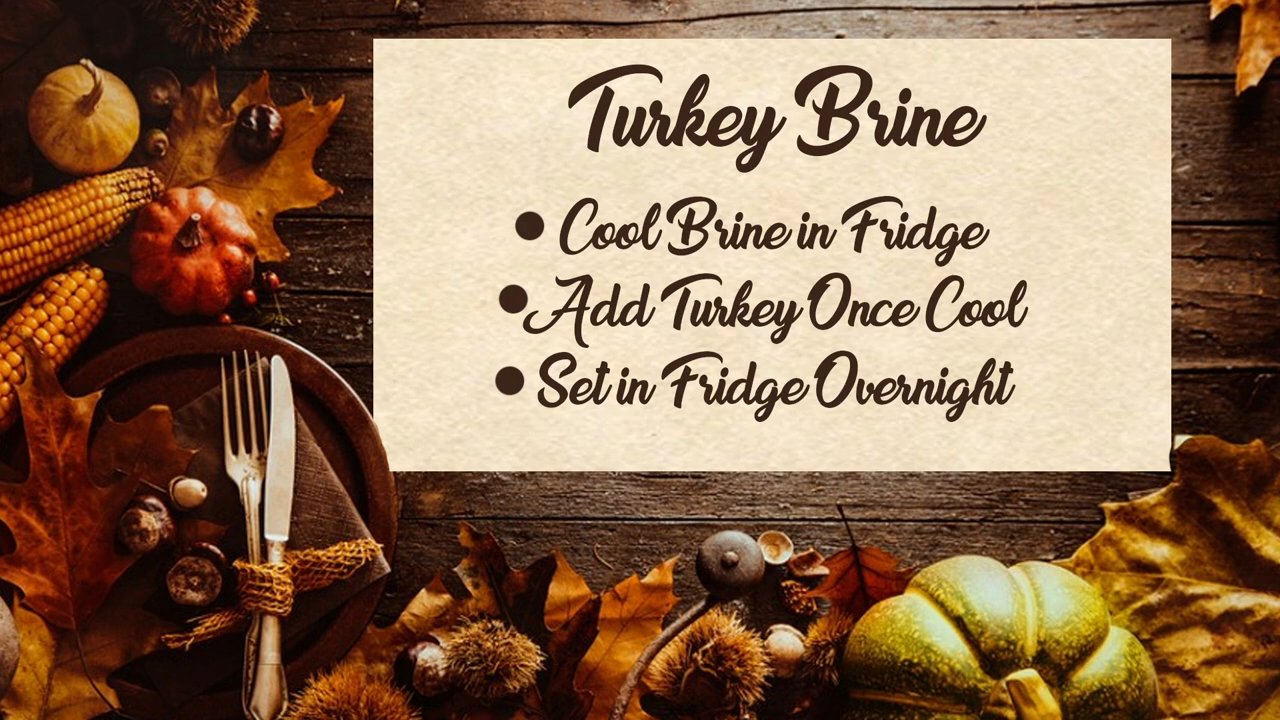 Turkey Brine
• Cool Brine in Fridge
• Add Turkey Once Cool
• Set in Fridge Overnight